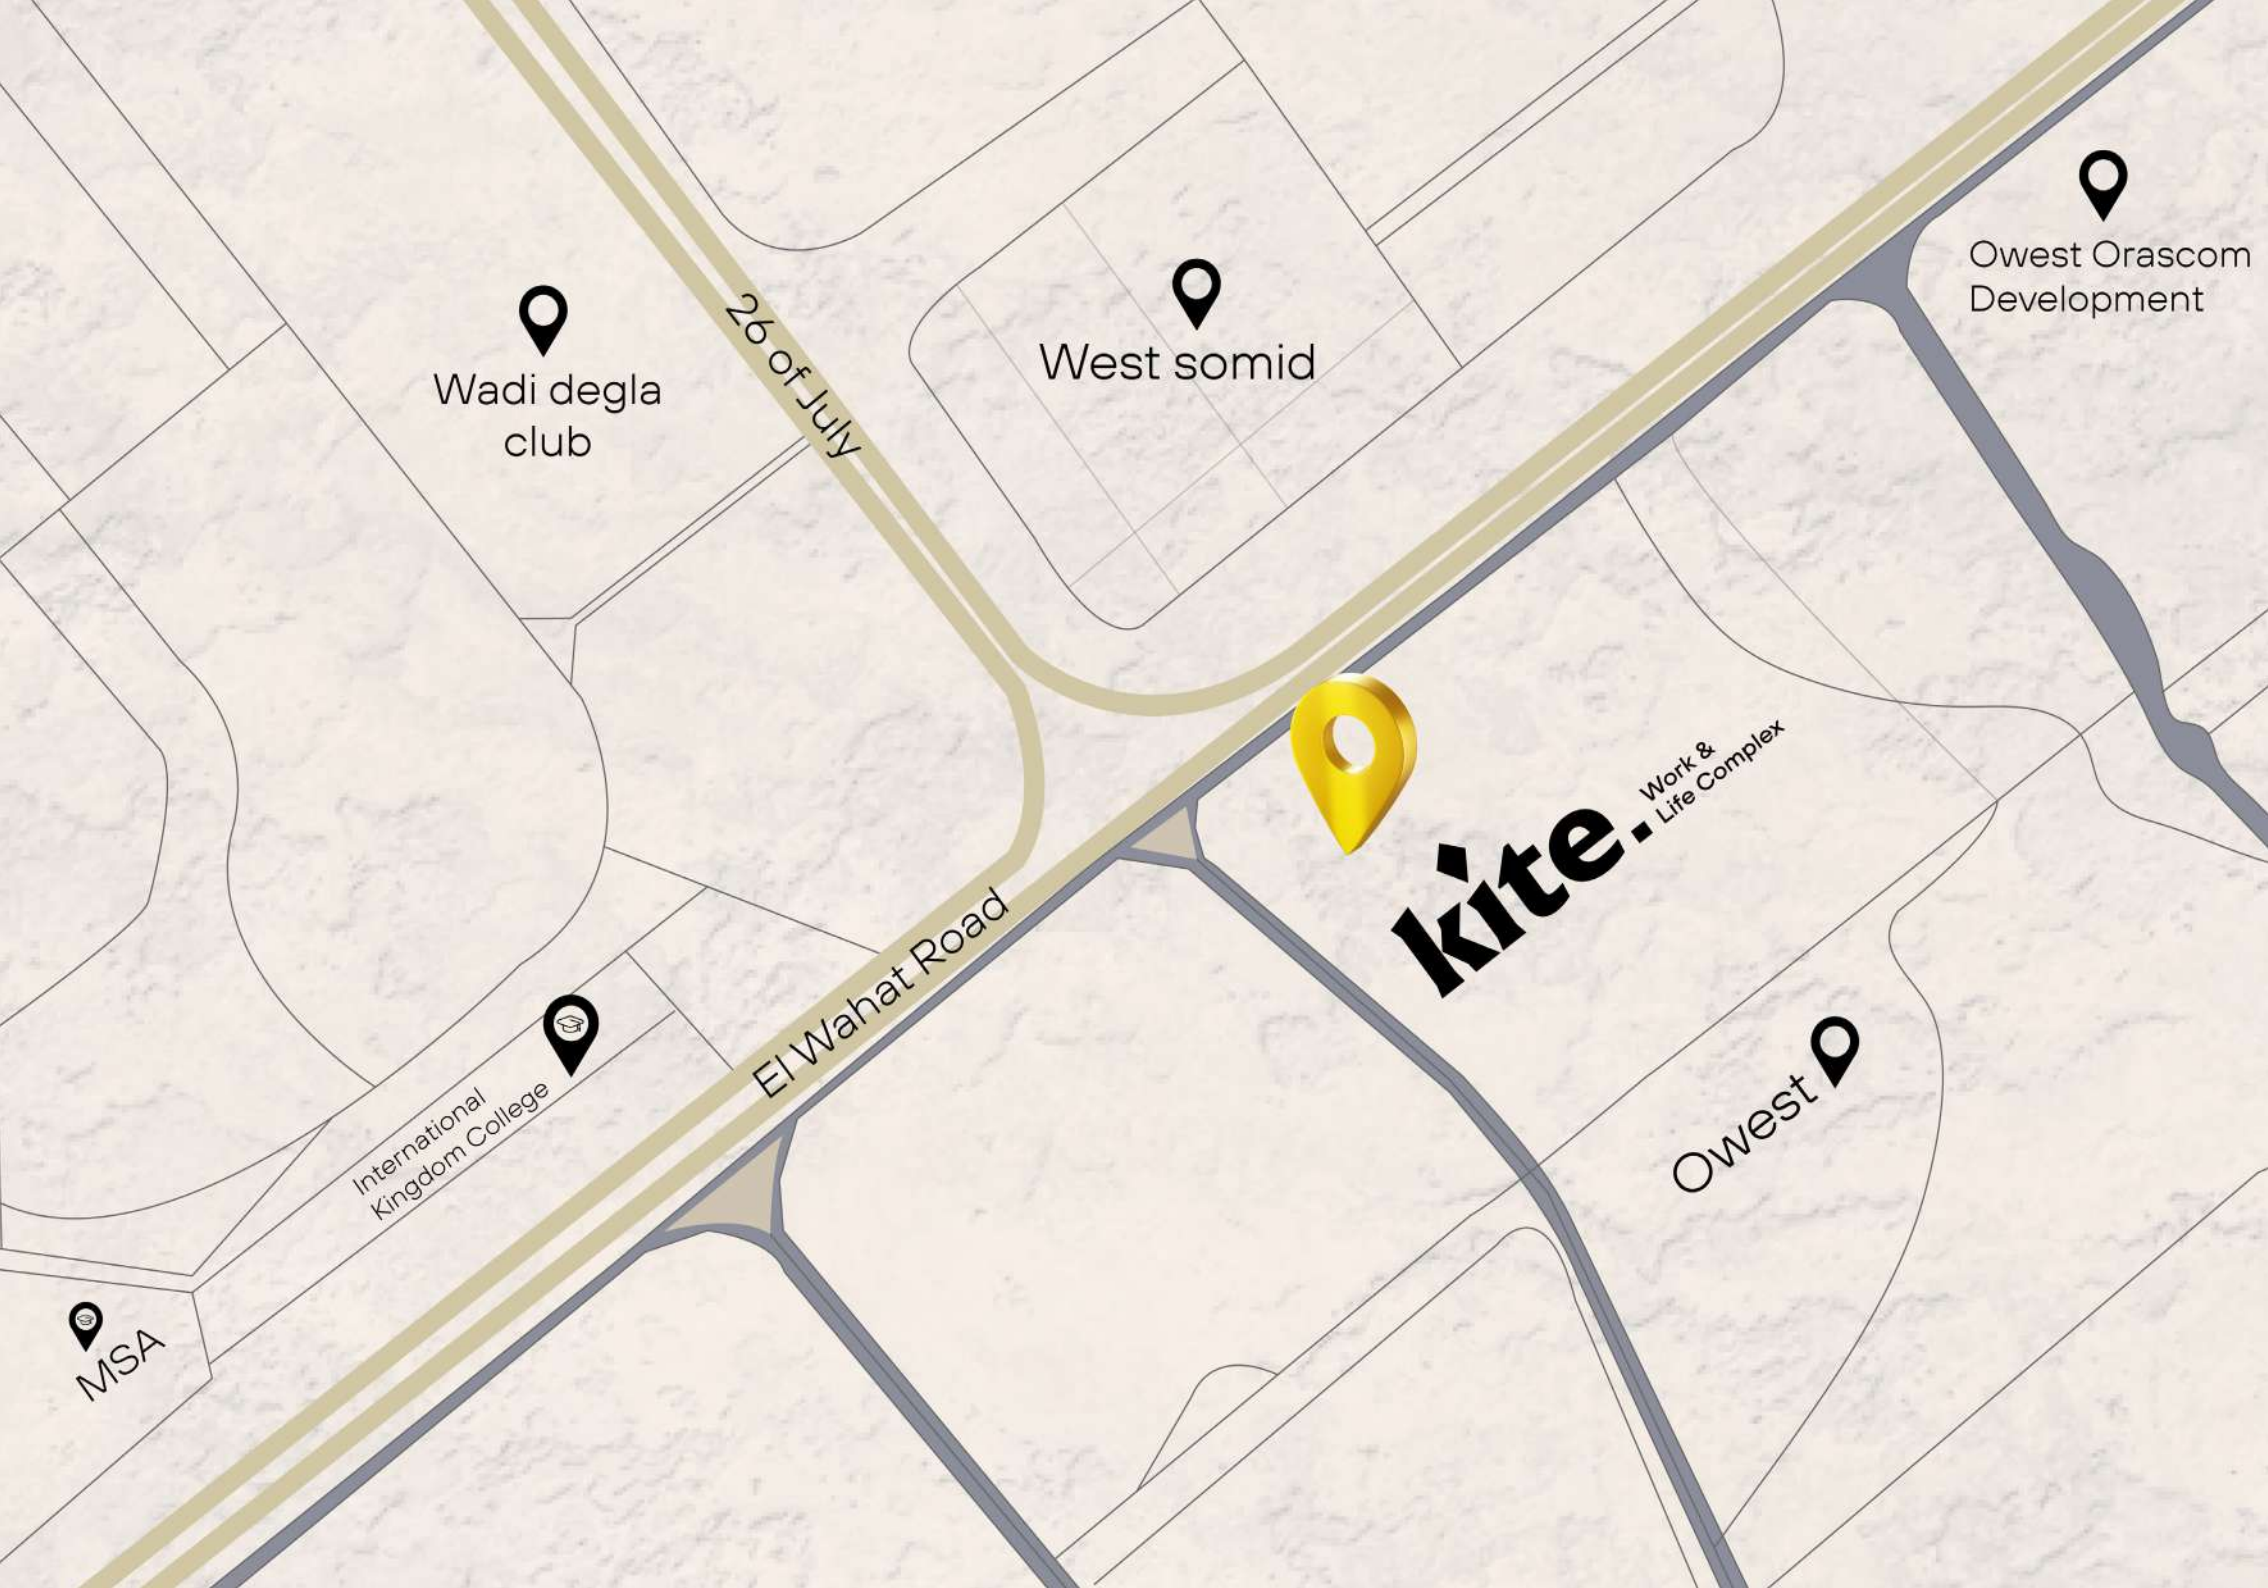 Owest Orascom
Development
West somid
26 of July
Wadi degla
club
Work &
Life Complex
kite.
El Wahat Road
Owest
International
Kingdom College
MSA